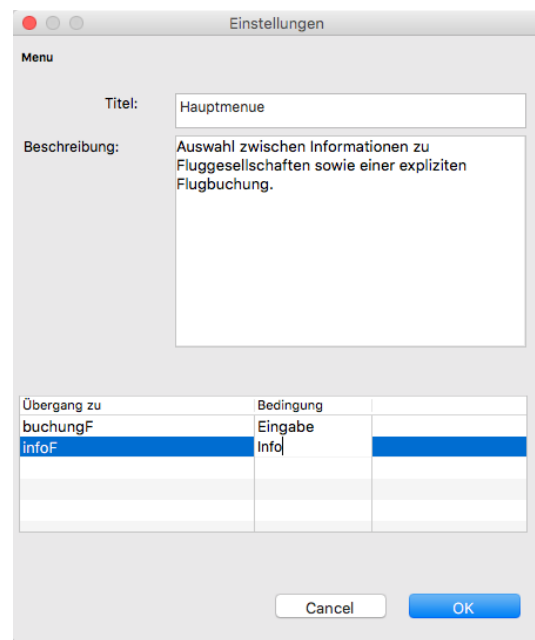 Einstellungen
Menu
Titel: Hauptmenue
Beschreibung: Auswahl zwischen Informationen zu
Fluggesellschaften sowie einer expliziten
Flugbuchung.
Übergang zu Bedingung
buchungF Eingabe
infoF Info
Cancel OK